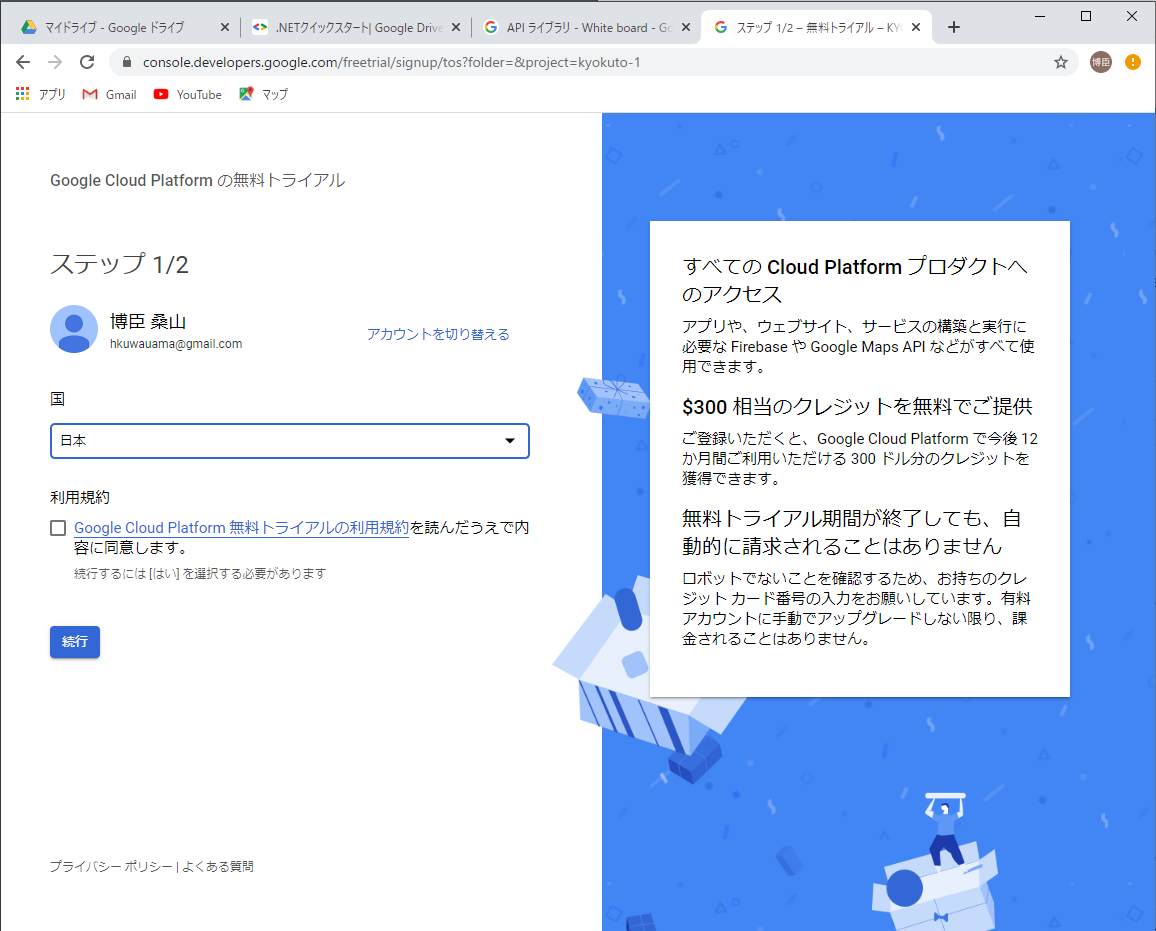 マイドライブ - Google ドライブ
.NETクイックスタート| Google Drive
API ライブラリ - White board - Go
ステップ 1/2 – 無料トライアル – KY
console.developers.google.com/freetrial/signup/tos?folder=&project=kyokuto-1
博臣
アプリ
Gmail
YouTube
マップ
Google Cloud Platform の無料トライアル
ステップ 1/2
博臣 桑山
hkuwauama@gmail.com
アカウントを切り替える
国
日本
利用規約
Google Cloud Platform 無料トライアルの利用規約を読んだうえで内
容に同意します。
続行するには [はい] を選択する必要があります
続行
プライバシー ポリシー | よくある質問
すべての Cloud Platform プロダクトへ
のアクセス
アプリや、ウェブサイト、サービスの構築と実行に
必要な Firebase や Google Maps API などがすべて使
用できます。
$300 相当のクレジットを無料でご提供
ご登録いただくと、Google Cloud Platform で今後 12
か月間ご利用いただける 300 ドル分のクレジットを
獲得できます。
無料トライアル期間が終了しても、自
動的に請求されることはありません
ロボットでないことを確認するため、お持ちのクレ
ジット カード番号の入力をお願いしています。有料
アカウントに手動でアップグレードしない限り、課
金されることはありません。